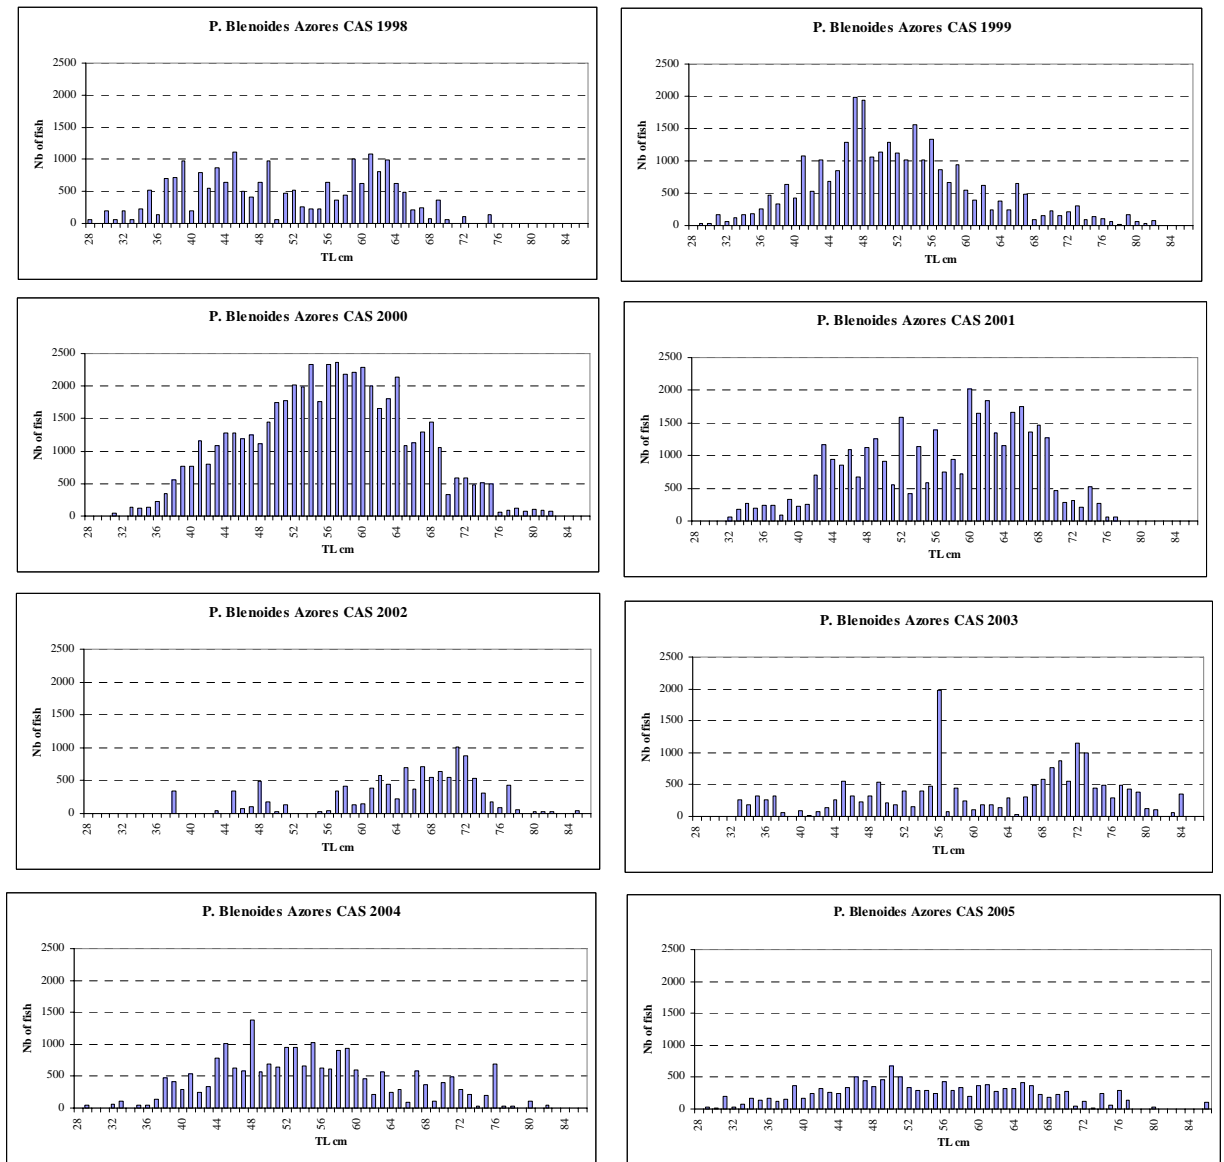 P. Blenoides Azores CAS 1998
2500
2000
1500
1000
500
0
Nb of fish
28 32 36 40 44 48 52 56 60 64 68 72 76 80 84
TL cm
P. Blenoides Azores CAS 1999
2500
2000
1500
1000
500
0
Nb of fish
28 32 36 40 44 48 52 56 60 64 68 72 76 80 84
TL cm
P. Blenoides Azores CAS 2000
2500
2000
1500
1000
500
0
Nb of fish
28 32 36 40 44 48 52 56 60 64 68 72 76 80 84
TL cm
P. Blenoides Azores CAS 2001
2500
2000
1500
1000
500
0
Nb of fish
28 32 36 40 44 48 52 56 60 64 68 72 76 80 84
TL cm
P. Blenoides Azores CAS 2002
2500
2000
1500
1000
500
0
Nb of fish
28 32 36 40 44 48 52 56 60 64 68 72 76 80 84
TL cm
P. Blenoides Azores CAS 2003
2500
2000
1500
1000
500
0
Nb of fish
28 32 36 40 44 48 52 56 60 64 68 72 76 80 84
TL cm
P. Blenoides Azores CAS 2004
2500
2000
1500
1000
500
0
Nb of fish
28 32 36 40 44 48 52 56 60 64 68 72 76 80 84
TL cm
P. Blenoides Azores CAS 2005
2500
2000
1500
1000
500
0
Nb of fish
28 32 36 40 44 48 52 56 60 64 68 72 76 80 84
TL cm